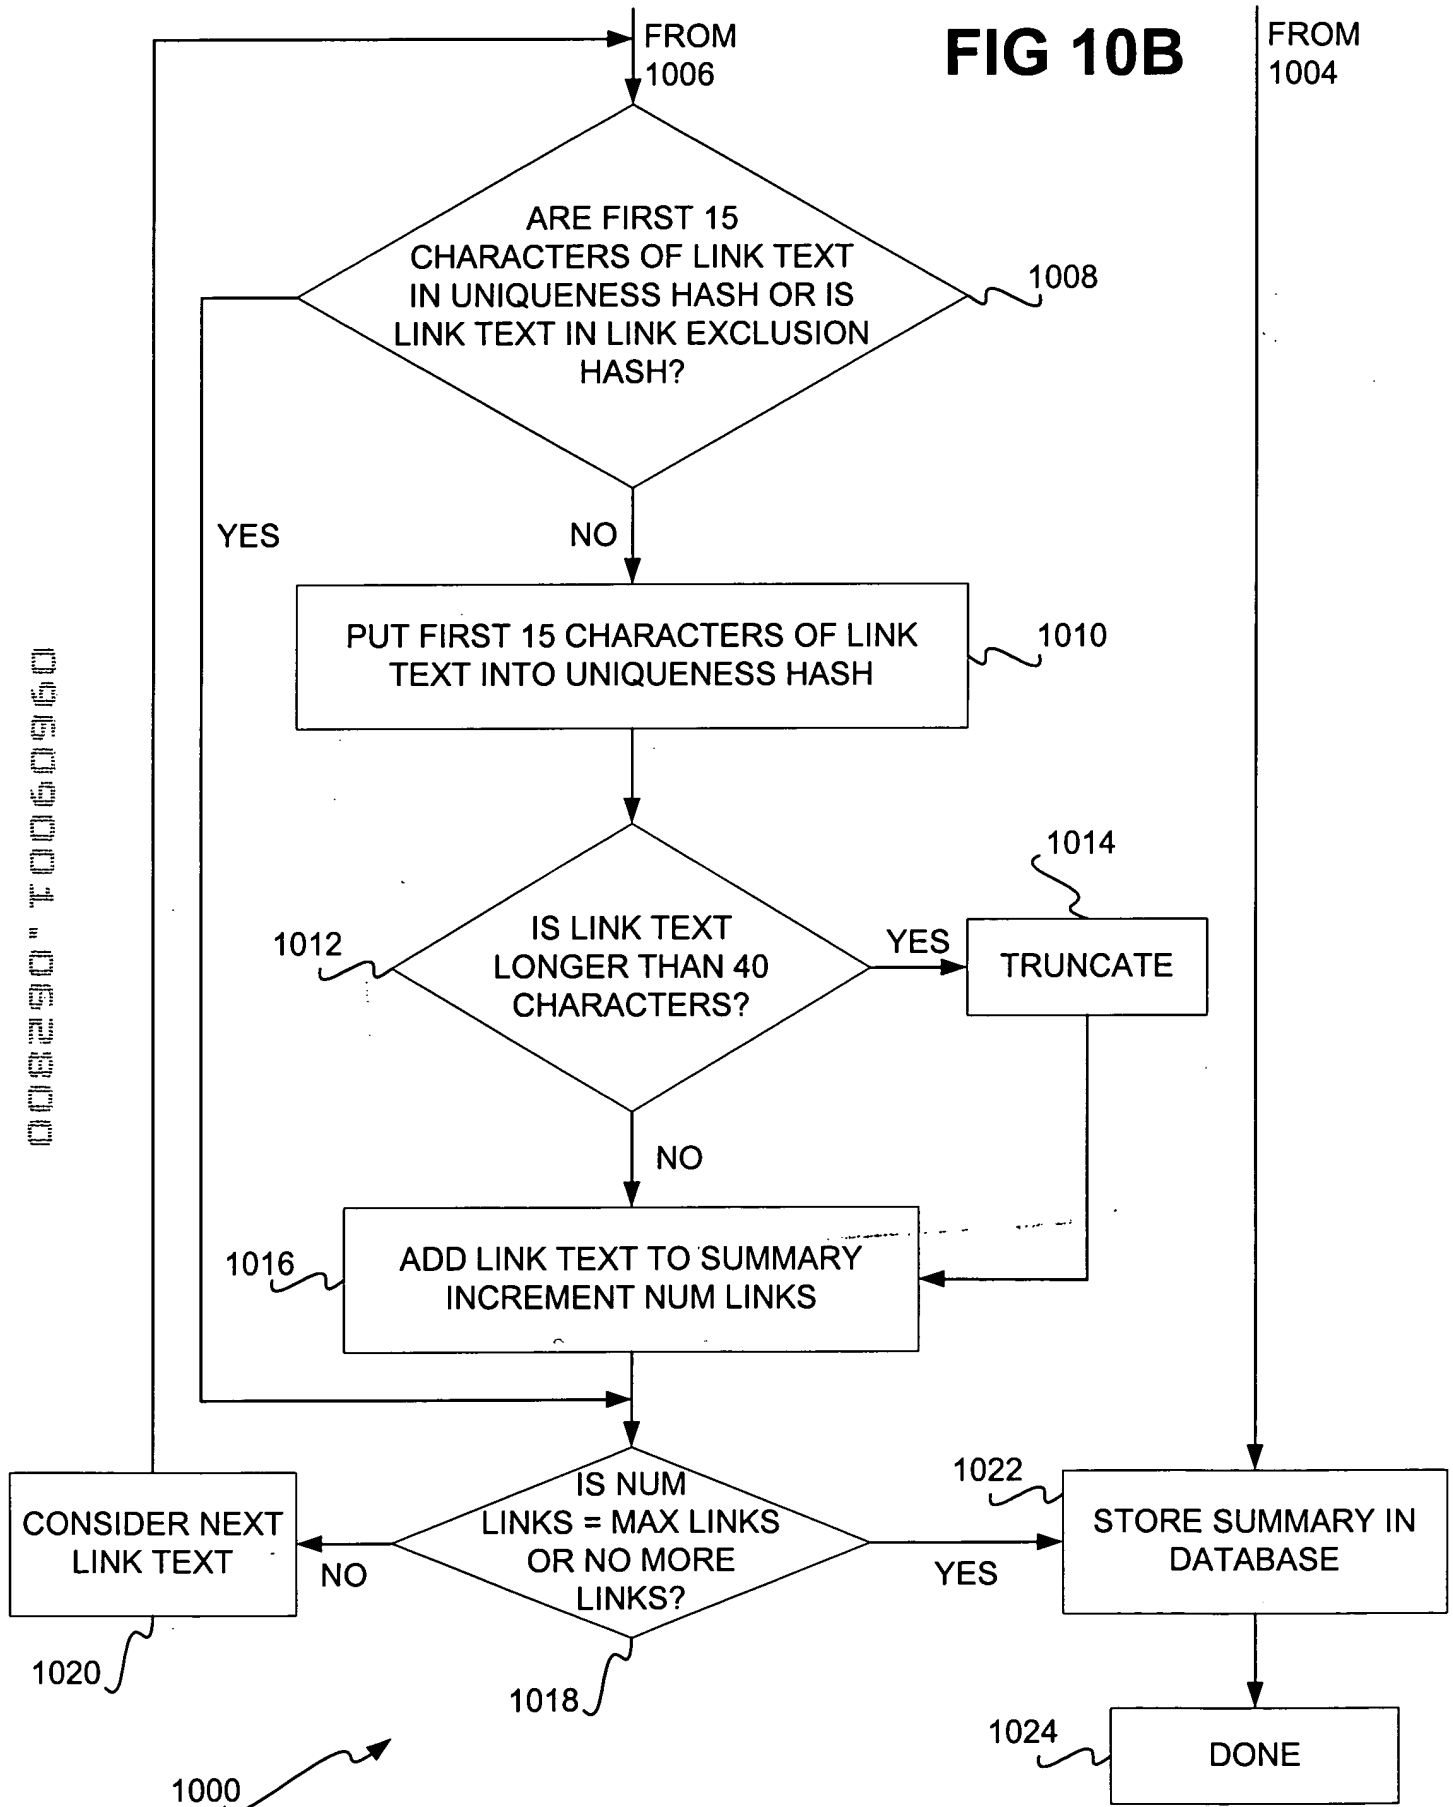 FROM
1006
FIG 10B
FROM
1004
ARE FIRST 15
CHARACTERS OF LINK TEXT
IN UNIQUENESS HASH OR IS
LINK TEXT IN LINK EXCLUSION
HASH?
1008
YES
NO
PUT FIRST 15 CHARACTERS OF LINK
TEXT INTO UNIQUENESS HASH
1010
1014
1012
IS LINK TEXT
LONGER THAN 40
CHARACTERS?
YES
TRUNCATE
NO
1016
ADD LINK TEXT TO SUMMARY
INCREMENT NUM LINKS
CONSIDER NEXT
LINK TEXT
NO
IS NUM
LINKS = MAX LINKS
OR NO MORE
LINKS?
YES
1022
STORE SUMMARY IN
DATABASE
1020
1018
1024
DONE
1000
09609001 . 062800